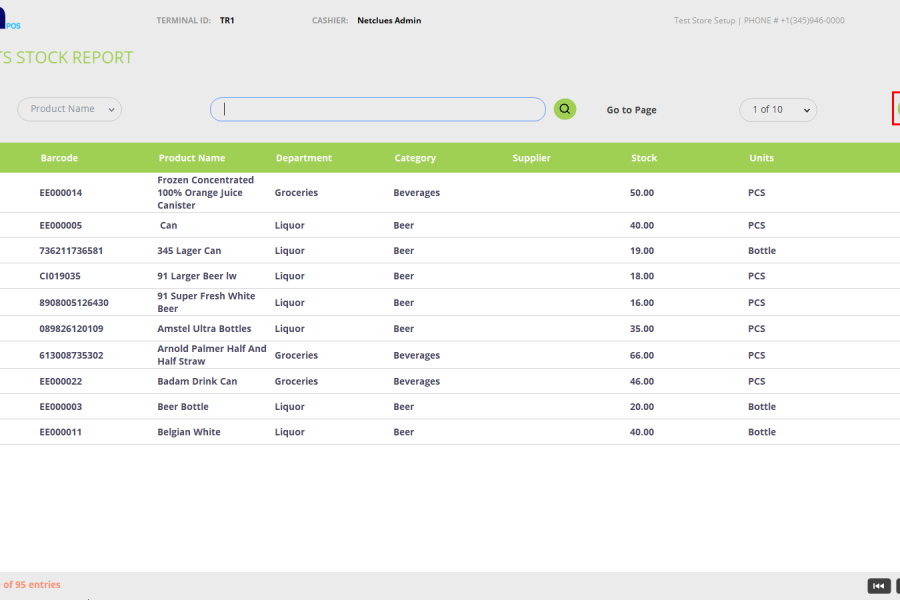 POS
TERMINAL ID: TR1 CASHIER: Netclues Admin Test Store Setup | PHONE # +1(345)946-0000
TS STOCK REPORT
Product Name Go to Page 1 of 10
Barcode Product Name Department Category Supplier Stock Units
EE000014 Frozen Concentrated Groceries Beverages 50.00 PCS
100% Orange Juice
Canister
EE000005 Can Liquor Beer 40.00 PCS
736211736581 345 Lager Can Liquor Beer 19.00 Bottle
CI019035 91 Larger Beer lw Liquor Beer 18.00 PCS
8908005126430 91 Super Fresh White Liquor Beer 16.00 PCS
Beer
089826120109 Amstel Ultra Bottles Liquor Beer 35.00 PCS
613008735302 Arnold Palmer Half And Groceries Beverages 66.00 PCS
Half Straw
EE000022 Badam Drink Can Groceries Beverages 46.00 PCS
EE000003 Beer Bottle Liquor Beer 20.00 Bottle
EE000011 Belgian White Liquor Beer 40.00 Bottle
of 95 entries